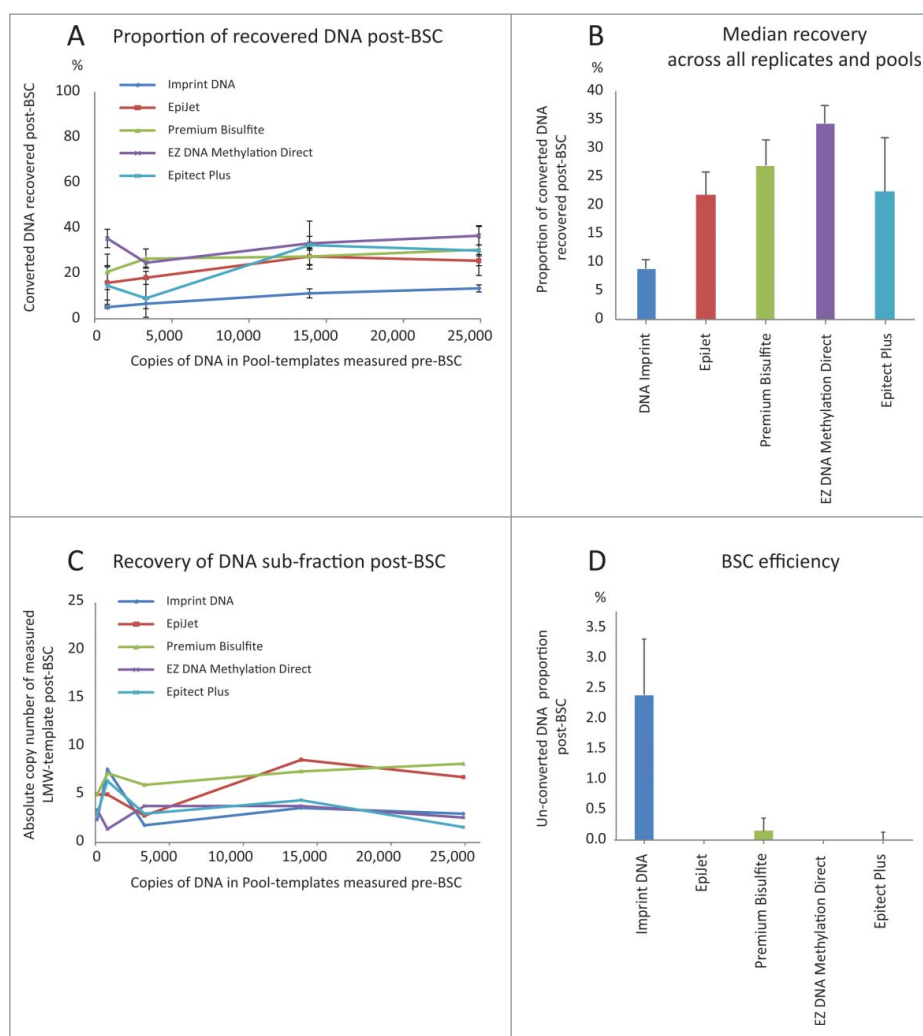 A Proportion of recovered DNA post-BSC
%
Converted DNA recovered post-BSC
100
80
60
40
20
0
Imprint DNA
EpiJet
Premium Bisulfite
EZ DNA Methylation Direct
Epitect Plus
0 5,000 10,000 15,000 20,000 25,000
Copies of DNA in Pool-templates measured pre-BSC
B Median recovery
across all replicates and pools
%
Proportion of converted DNA
recovered post-BSC
40
35
30
25
20
15
10
5
0
DNA Imprint
EpiJet
Premium Bisulfite
EZ DNA Methylation Direct
Epitect Plus
C Recovery of DNA sub-fraction post-BSC
Absolute copy number of measured
LMW-template post-BSC
25
20
15
10
5
0
Imprint DNA
EpiJet
Premium Bisulfite
EZ DNA Methylation Direct
Epitect Plus
0 5,000 10,000 15,000 20,000 25,000
Copies of DNA in Pool-templates measured pre-BSC
D BSC efficiency
%
Un-converted DNA proportion
post-BSC
3.5
3.0
2.5
2.0
1.5
1.0
0.5
0.0
Imprint DNA
EpiJet
Premium Bisulfite
EZ DNA Methylation Direct
Epitect Plus